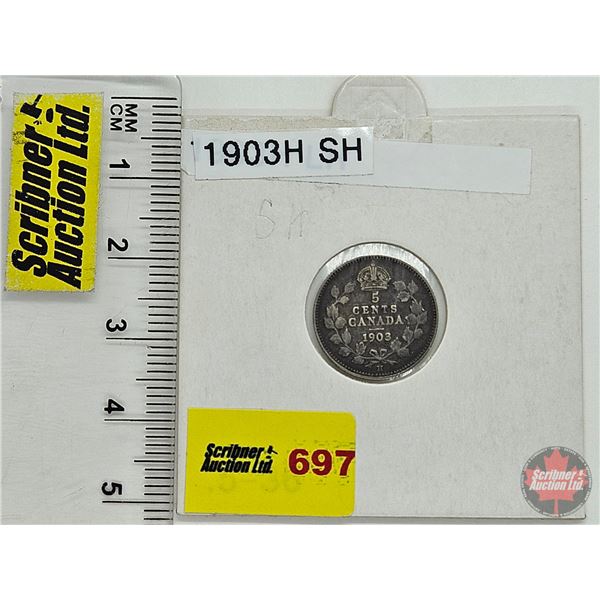 Scribner
Auction Ltd.
MM
CM
1
2
3
4
5
1903H SH
SH
5
CENTS
CANADA
1903
H
Scribner
Auction Ltd.
697
Scribner
Auction Ltd.